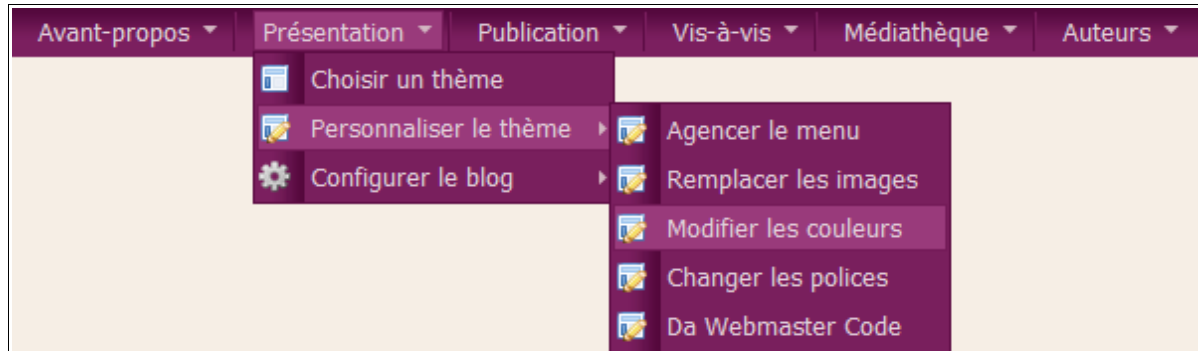 Avant-propos Présentation Publication Vis-à-vis Médiathèque Auteurs
Choisir un thème
Personnaliser le thème
Configurer le blog
Agencer le menu
Remplacer les images
Modifier les couleurs
Changer les polices
Da Webmaster Code